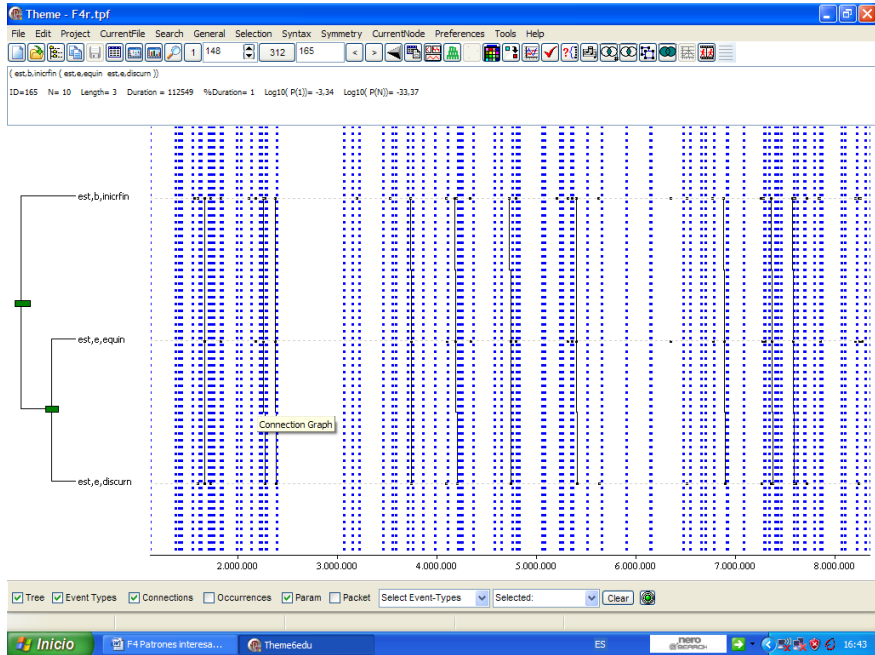 Theme - F4r.tpf
File Edit Project CurrentFile Search General Selection Syntax Symmetry CurrentNode Preferences Tools Help
1 148 312 165 < >
( est,b,inicrfin ( est,e,equin est,e,discurn ))
ID=165 N= 10 Length= 3 Duration = 112549 %Duration= 1 Log10( P(1))= -3,34 Log10( P(N))= -33,37
est,b,inicrfin
est,e,equin
Connection Graph
est,e,discurn
2.000.000 3.000.000 4.000.000 5.000.000 6.000.000 7.000.000 8.000.000
Tree Event Types Connections Occurrences Param Packet Select Event-Types Selected: Clear
Inicio F4 Patrones interesa... Theme6edu ES nero SEARCH 16:43